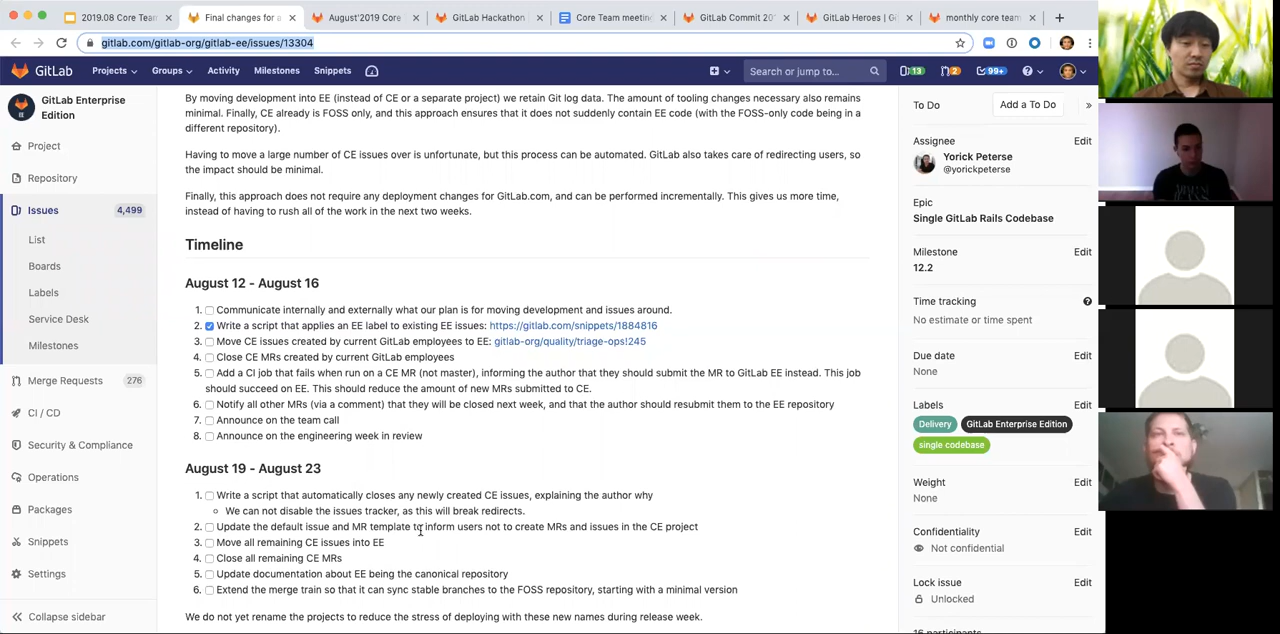 2019.08 Core Team
Final changes for a
August'2019 Core
GitLab Hackathon
Core Team meetin
GitLab Commit 20
GitLab Heroes | G
monthly core team
gitlab.com/gitlab-org/gitlab-ee/issues/13304
GitLab
Projects
Groups
Activity
Milestones
Snippets
Search or jump to...
13
2
99+
GitLab Enterprise
Edition
Project
Repository
Issues
4,499
List
Boards
Labels
Service Desk
Milestones
Merge Requests
276
CI / CD
Security & Compliance
Operations
Packages
Snippets
Settings
Collapse sidebar
By moving development into EE (instead of CE or a separate project) we retain Git log data. The amount of tooling changes necessary also remains
minimal. Finally, CE already is FOSS only, and this approach ensures that it does not suddenly contain EE code (with the FOSS-only code being in a
different repository).
Having to move a large number of CE issues over is unfortunate, but this process can be automated. GitLab also takes care of redirecting users, so
the impact should be minimal.
Finally, this approach does not require any deployment changes for GitLab.com, and can be performed incrementally. This gives us more time,
instead of having to rush all of the work in the next two weeks.
Timeline
August 12 - August 16
1. Communicate internally and externally what our plan is for moving development and issues around.
2. Write a script that applies an EE label to existing EE issues: https://gitlab.com/snippets/1884816
3. Move CE issues created by current GitLab employees to EE: gitlab-org/quality/triage-ops!245
4. Close CE MRs created by current GitLab employees
5. Add a CI job that fails when run on a CE MR (not master), informing the author that they should submit the MR to GitLab EE instead. This job
should succeed on EE. This should reduce the amount of new MRs submitted to CE.
6. Notify all other MRs (via a comment) that they will be closed next week, and that the author should resubmit them to the EE repository
7. Announce on the team call
8. Announce on the engineering week in review
August 19 - August 23
1. Write a script that automatically closes any newly created CE issues, explaining the author why
We can not disable the issues tracker, as this will break redirects.
2. Update the default issue and MR template to inform users not to create MRs and issues in the CE project
3. Move all remaining CE issues into EE
4. Close all remaining CE MRs
5. Update documentation about EE being the canonical repository
6. Extend the merge train so that it can sync stable branches to the FOSS repository, starting with a minimal version
We do not yet rename the projects to reduce the stress of deploying with these new names during release week.
To Do
Add a To Do
Assignee
Edit
Yorick Peterse
@yorickpeterse
Epic
Single GitLab Rails Codebase
Milestone
Edit
12.2
Time tracking
No estimate or time spent
Due date
Edit
None
Labels
Edit
Delivery
GitLab Enterprise Edition
single codebase
Weight
Edit
None
Confidentiality
Edit
Not confidential
Lock issue
Edit
Unlocked
16 participants